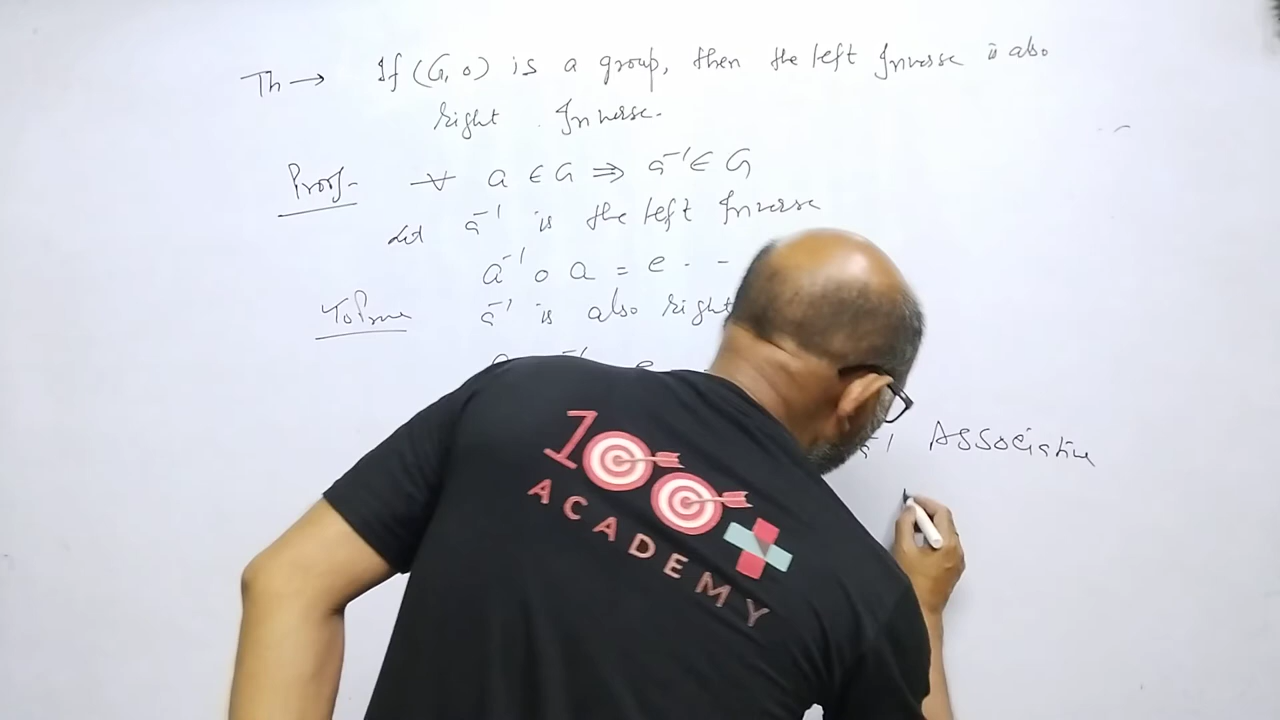 Th → If (G, o) is a group, then the left Inverse is also
right Inverse.
Proof- ∀ a ∈ G ⇒ a⁻¹ ∈ G
Let a⁻¹ is the left Inverse
a⁻¹ o a = e - -
To Prove a⁻¹ is also right
a⁻¹ Associative
100+
ACADEMY